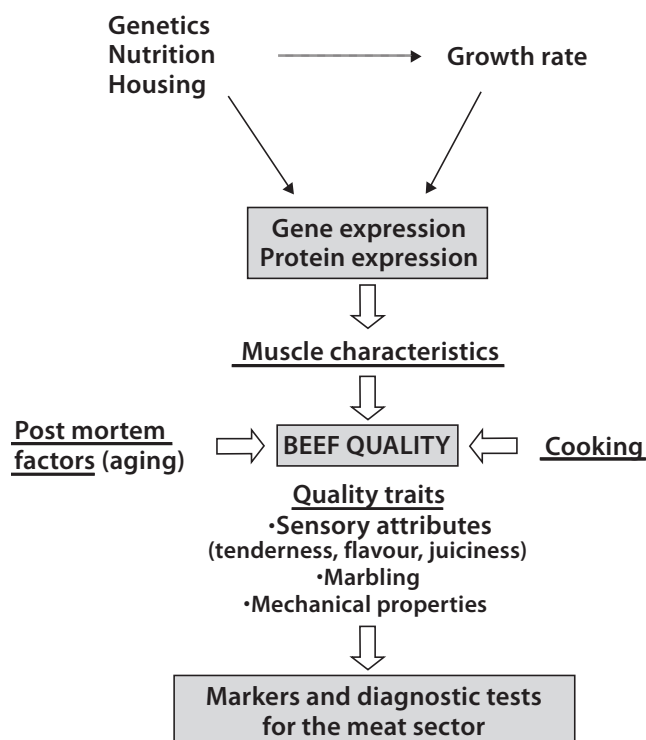 Genetics
Nutrition
Housing
Growth rate
Gene expression
Protein expression
Muscle characteristics
Post mortem
factors (aging)
BEEF QUALITY
Cooking
Quality traits
•Sensory attributes
(tenderness, flavour, juiciness)
•Marbling
•Mechanical properties
Markers and diagnostic tests
for the meat sector